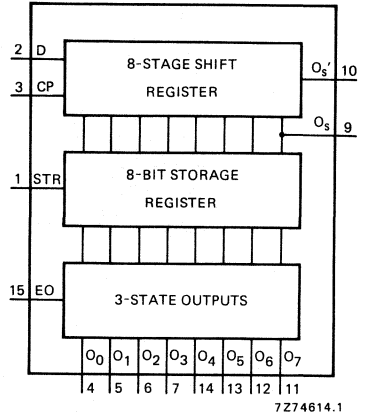 2 D
8-STAGE SHIFT
REGISTER
Os' 10
3 CP
Os 9
8-BIT STORAGE
REGISTER
1 STR
15 EO
3-STATE OUTPUTS
O0 O1 O2 O3 O4 O5 O6 O7
4 5 6 7 14 13 12 11
7Z74614.1